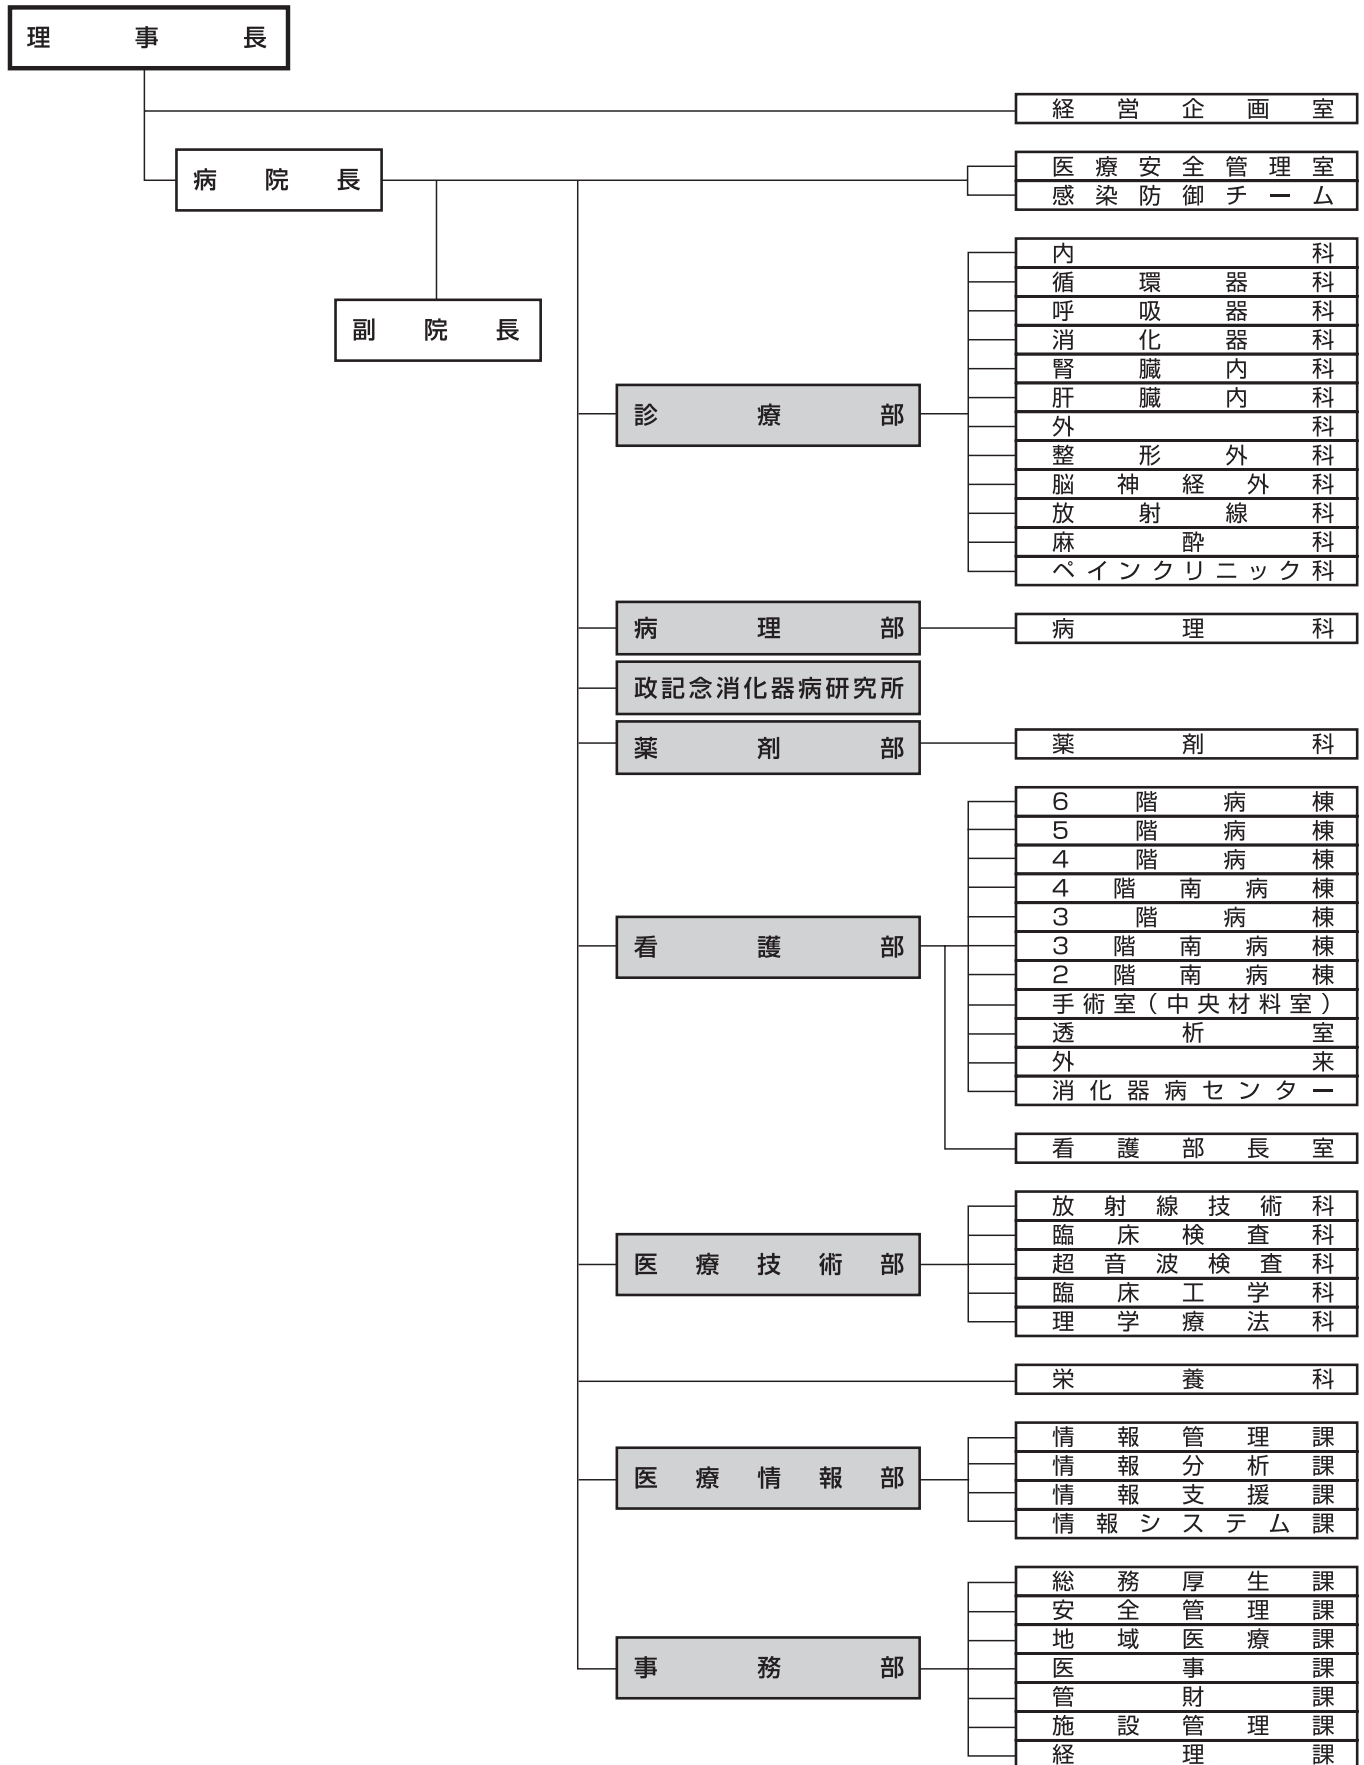 理事長
経営企画室
病院長
医療安全管理室
感染防御チーム
副院長
診療部
内科
循環器科
呼吸器科
消化器科
腎臓内科
肝臓内科
外科
整形外科
脳神経外科
放射線科
麻酔科
ペインクリニック科
病理部
病理科
政記念消化器病研究所
薬剤部
薬剤科
看護部
6階病棟
5階病棟
4階病棟
4階南病棟
3階病棟
3階南病棟
2階南病棟
手術室(中央材料室)
透析室
外来
消化器病センター
看護部長室
医療技術部
放射線技術科
臨床検査科
超音波検査科
臨床工学科
理学療法科
栄養科
医療情報部
情報管理課
情報分析課
情報支援課
情報システム課
事務部
総務厚生課
安全管理課
地域医療課
医事課
管財課
施設管理課
経理課